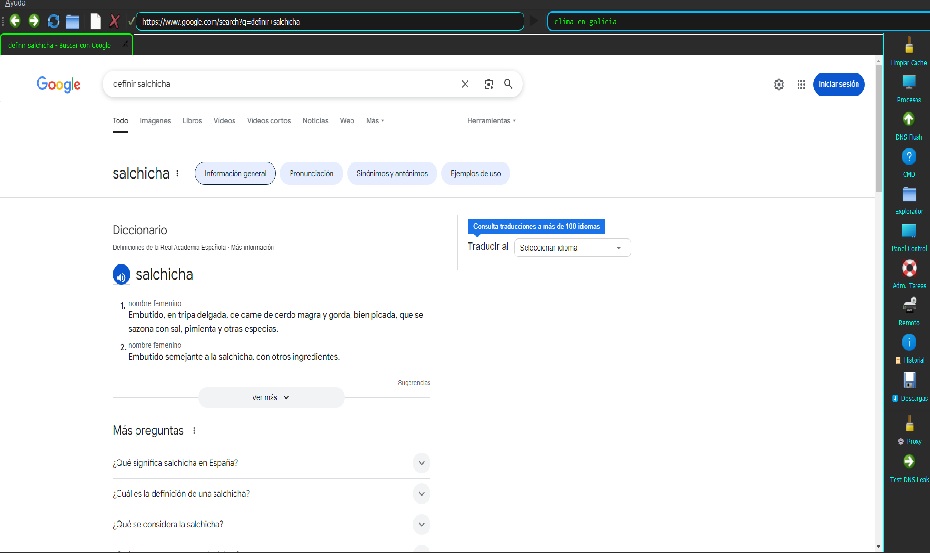 Ayuda
https://www.google.com/search?q=definir+salchicha
clima en galicia
definir salchicha - Buscar con Google
Limpiar Cache
Procesos
DNS Flush
CMD
Explorador
Panel Control
Adm. Tareas
Remoto
Historial
Descargas
Proxy
Test DNS Leak
Google
definir salchicha
Iniciar sesión
Todo Imágenes Libros Vídeos Vídeos cortos Noticias Web Más
Herramientas
salchicha
Información general Pronunciación Sinónimos y antónimos Ejemplos de uso
Diccionario
Definiciones de la Real Academia Española · Más información
salchicha
1. nombre femenino
Embutido, en tripa delgada, de carne de cerdo magra y gorda, bien picada, que se
sazona con sal, pimienta y otras especias.
2. nombre femenino
Embutido semejante a la salchicha, con otros ingredientes.
Sugerencias
Ver más
Consulta traducciones a más de 100 idiomas
Traducir al Seleccionar idioma
Más preguntas
¿Qué significa salchicha en España?
¿Cuál es la definición de una salchicha?
¿Qué se considera la salchicha?